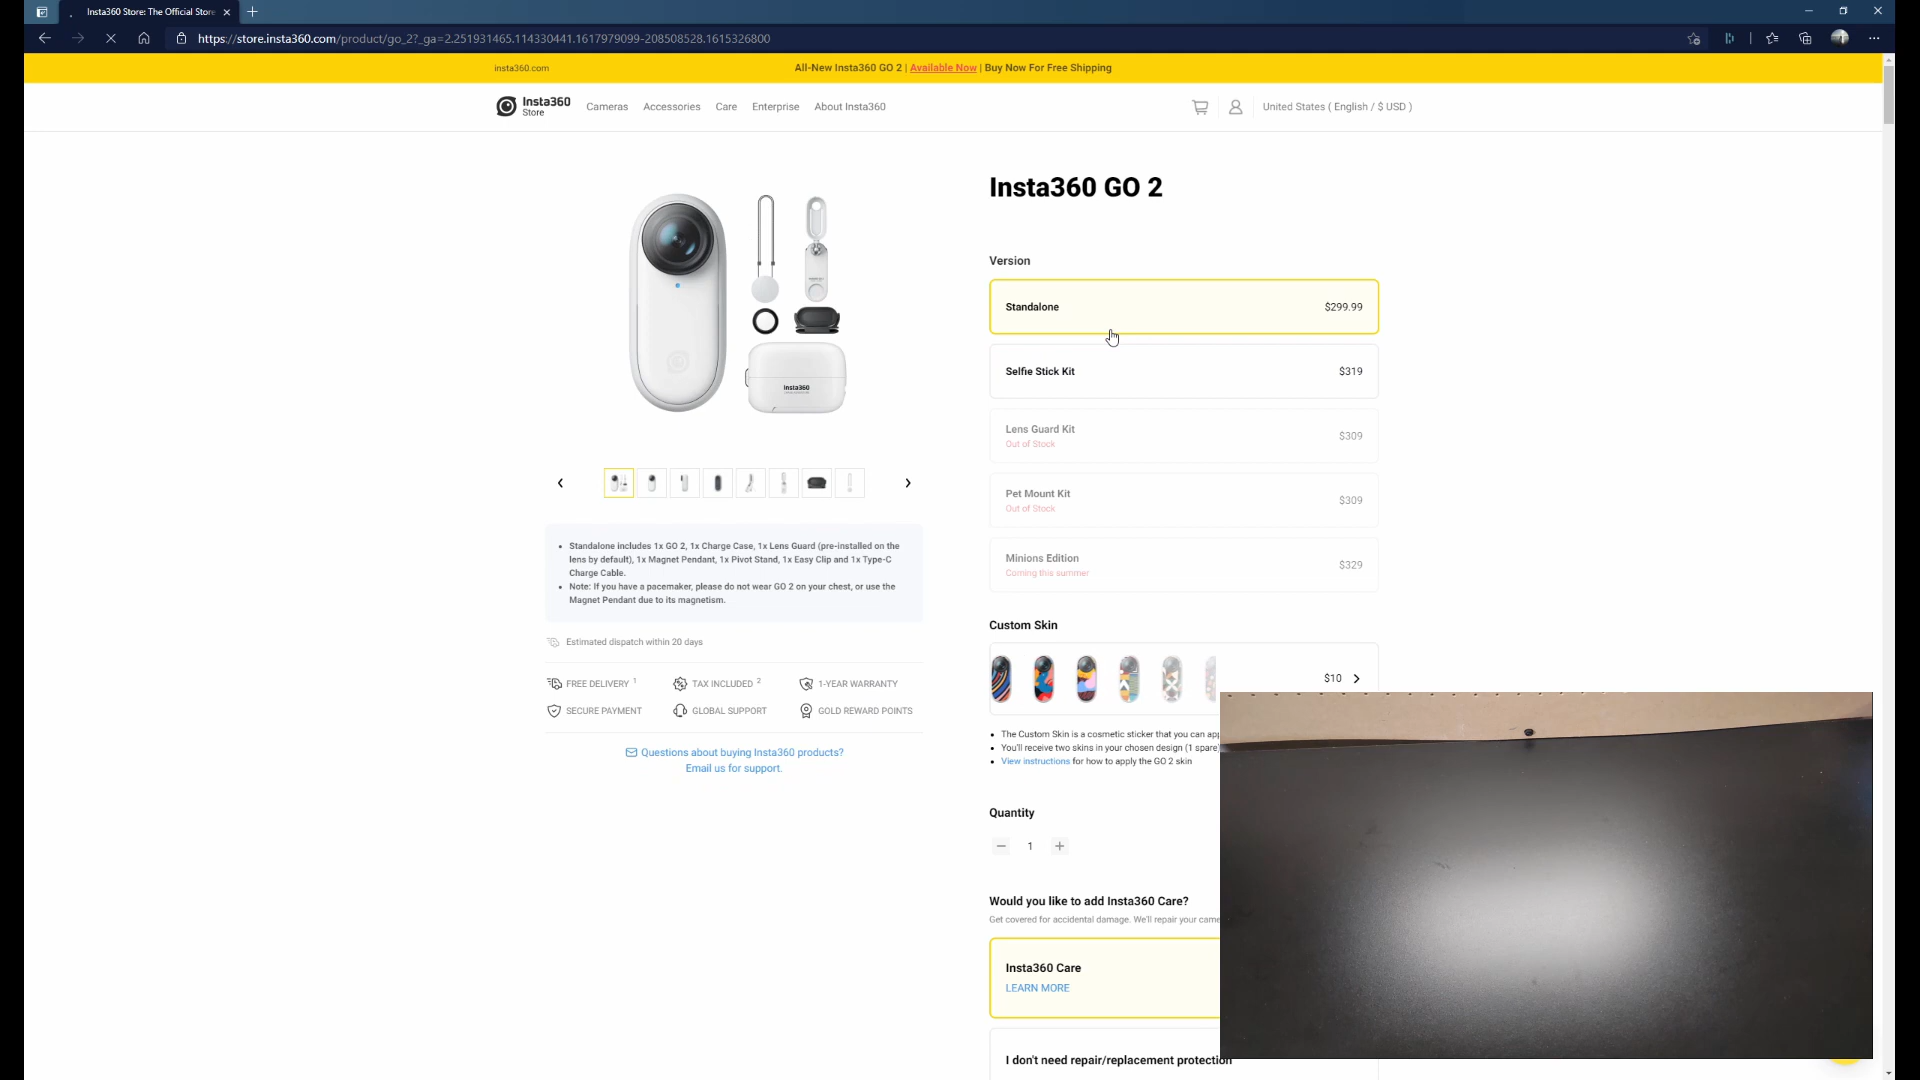 Insta360 Store: The Official Store
https://store.insta360.com/product/go_2?_ga=2.251931465.114330441.1617979099-208508528.1615326800
insta360.com
All-New Insta360 GO 2 | Available Now | Buy Now For Free Shipping
Insta360 Store
Cameras Accessories Care Enterprise About Insta360
United States ( English / $ USD )
Insta360 GO 2
Version
Standalone $299.99
Selfie Stick Kit $319
Lens Guard Kit $309
Out of Stock
Pet Mount Kit $309
Out of Stock
Minions Edition $329
Coming this summer
Insta360
Standalone includes 1x GO 2, 1x Charge Case, 1x Lens Guard (pre-installed on the
lens by default), 1x Magnet Pendant, 1x Pivot Stand, 1x Easy Clip and 1x Type-C
Charge Cable.
Note: If you have a pacemaker, please do not wear GO 2 on your chest, or use the
Magnet Pendant due to its magnetism.
Estimated dispatch within 20 days
FREE DELIVERY 1 TAX INCLUDED 2 1-YEAR WARRANTY
SECURE PAYMENT GLOBAL SUPPORT GOLD REWARD POINTS
Questions about buying Insta360 products?
Email us for support.
Custom Skin
$10
The Custom Skin is a cosmetic sticker that you can
You'll receive two skins in your chosen design (1 spare
View instructions for how to apply the GO 2 skin
Quantity
1
Would you like to add Insta360 Care?
Get covered for accidental damage. We'll repair your
Insta360 Care
LEARN MORE
I don't need repair/replacement protection